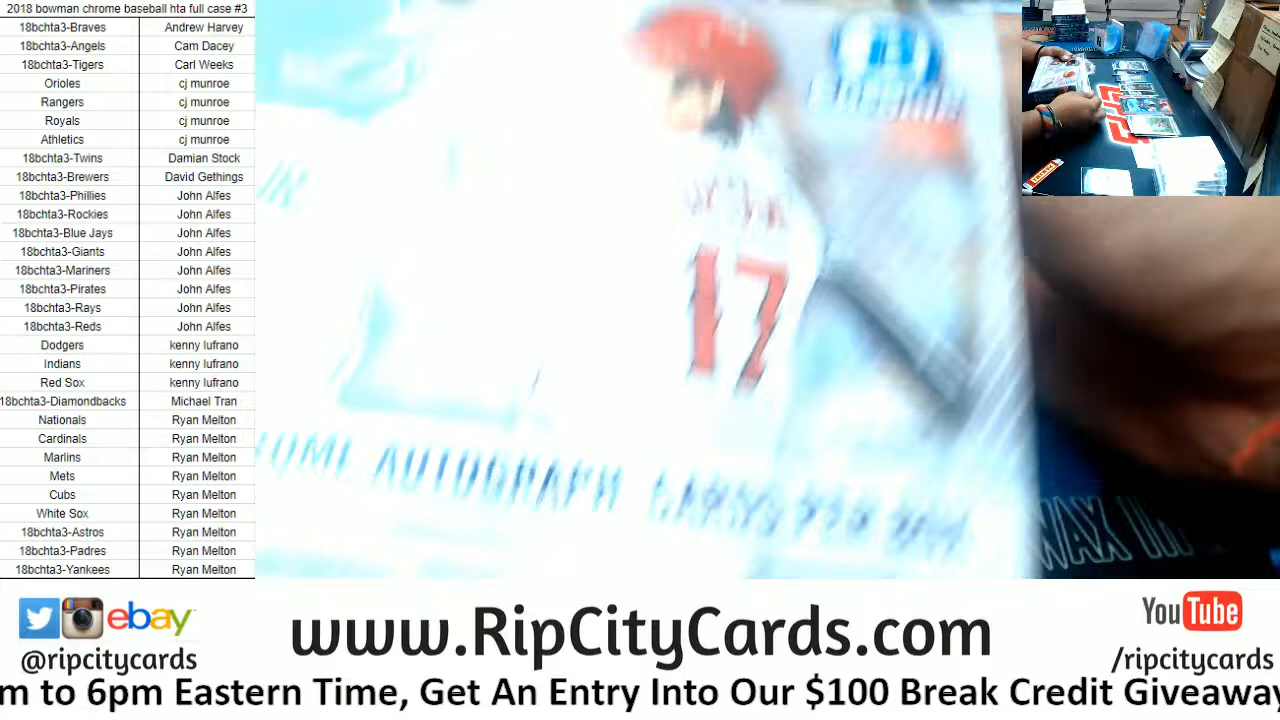 2018 bowman chrome baseball hta full case #3
18bchta3-Braves Andrew Harvey
18bchta3-Angels Cam Dacey
18bchta3-Tigers Carl Weeks
Orioles cj munroe
Rangers cj munroe
Royals cj munroe
Athletics cj munroe
18bchta3-Twins Damian Stock
18bchta3-Brewers David Gethings
18bchta3-Phillies John Alfes
18bchta3-Rockies John Alfes
18bchta3-Blue Jays John Alfes
18bchta3-Giants John Alfes
18bchta3-Mariners John Alfes
18bchta3-Pirates John Alfes
18bchta3-Rays John Alfes
18bchta3-Reds John Alfes
Dodgers kenny lufrano
Indians kenny lufrano
Red Sox kenny lufrano
18bchta3-Diamondbacks Michael Tran
Nationals Ryan Melton
Cardinals Ryan Melton
Marlins Ryan Melton
Mets Ryan Melton
Cubs Ryan Melton
White Sox Ryan Melton
18bchta3-Astros Ryan Melton
18bchta3-Padres Ryan Melton
18bchta3-Yankees Ryan Melton
17
AUTOGRAPH CARDS PER
WAX
ebay
@ripcitycards
www.RipCityCards.com
YouTube
/ripcitycards
m to 6pm Eastern Time, Get An Entry Into Our $100 Break Credit Giveaway